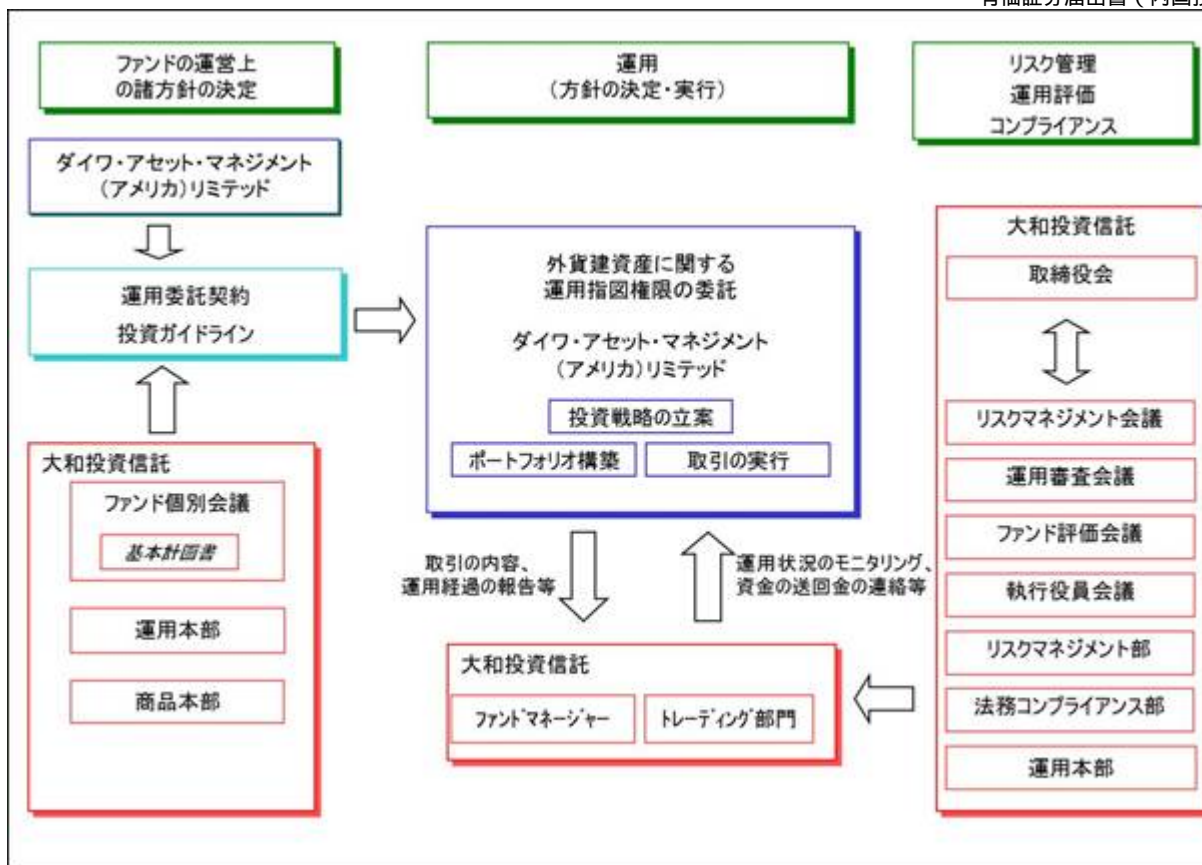 ファンドの運営上
の諸方針の決定
運用
(方針の決定・実行)
リスク管理
運用評価
コンプライアンス
ダイワ・アセット・マネジメント
(アメリカ)リミテッド
運用委託契約
投資ガイドライン
大和投資信託
ファンド個別会議
基本計画書
運用本部
商品本部
外貨建資産に関する
運用指図権限の委託
ダイワ・アセット・マネジメント
(アメリカ)リミテッド
投資戦略の立案
ポートフォリオ構築
取引の実行
取引の内容、
運用経過の報告等
運用状況のモニタリング、
資金の送回金の連絡等
大和投資信託
ファンドマネージャー
トレーディング部門
大和投資信託
取締役会
リスクマネジメント会議
運用審査会議
ファンド評価会議
執行役員会議
リスクマネジメント部
法務コンプライアンス部
運用本部